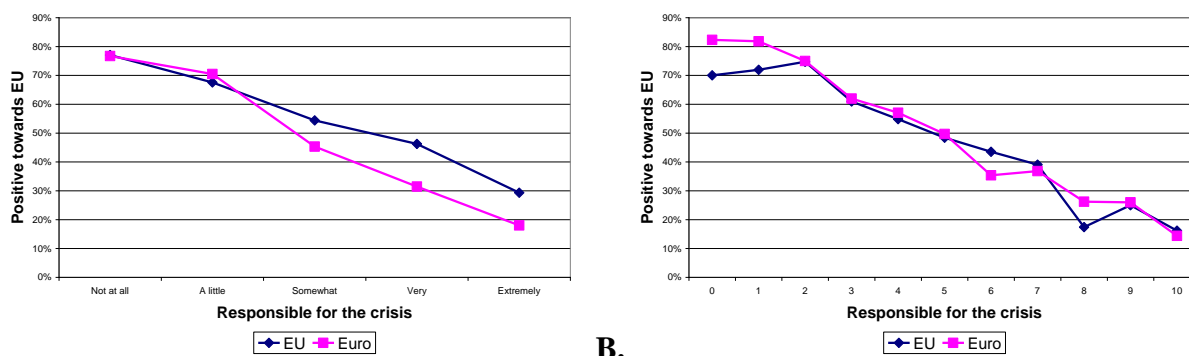 90%
80%
70%
60%
50%
40%
30%
20%
10%
0%
Positive towards EU
Not at all A little Somewhat Very Extremely
Responsible for the crisis
EU Euro
B.
90%
80%
70%
60%
50%
40%
30%
20%
10%
0%
Positive towards EU
0 1 2 3 4 5 6 7 8 9 10
Responsible for the crisis
EU Euro